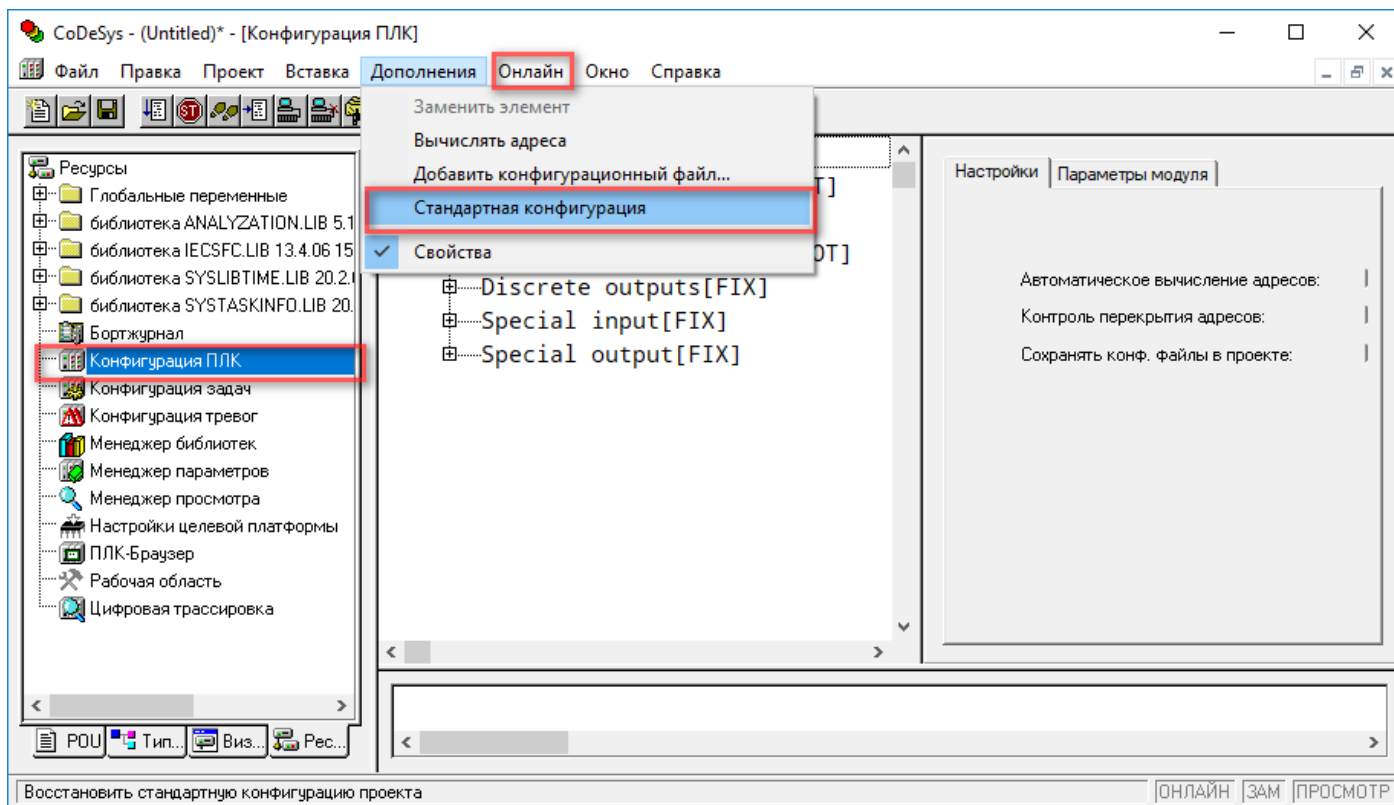 CoDeSys - (Untitled)* - [Конфигурация ПЛК]
Файл Правка Проект Вставка Дополнения Онлайн Окно Справка
Заменить элемент
Вычислять адреса
Добавить конфигурационный файл...
Стандартная конфигурация
Свойства
Ресурсы
Глобальные переменные
библиотека ANALYZATION.LIB 5.1
библиотека IECSFC.LIB 13.4.06 15
библиотека SYSLIBTIME.LIB 20.2.
библиотека SYSTASKINFO.LIB 20.
Бортжурнал
Конфигурация ПЛК
Конфигурация задач
Конфигурация тревог
Менеджер библиотек
Менеджер параметров
Менеджер просмотра
Настройки целевой платформы
ПЛК-Браузер
Рабочая область
Цифровая трассировка
POU Тип... Виз... Рес...
T]
OT]
Discrete outputs[FIX]
Special input[FIX]
Special output[FIX]
Настройки Параметры модуля
Автоматическое вычисление адресов:
Контроль перекрытия адресов:
Сохранять конф. файлы в проекте:
Восстановить стандартную конфигурацию проекта
ОНЛАЙН ЗАМ ПРОСМОТР